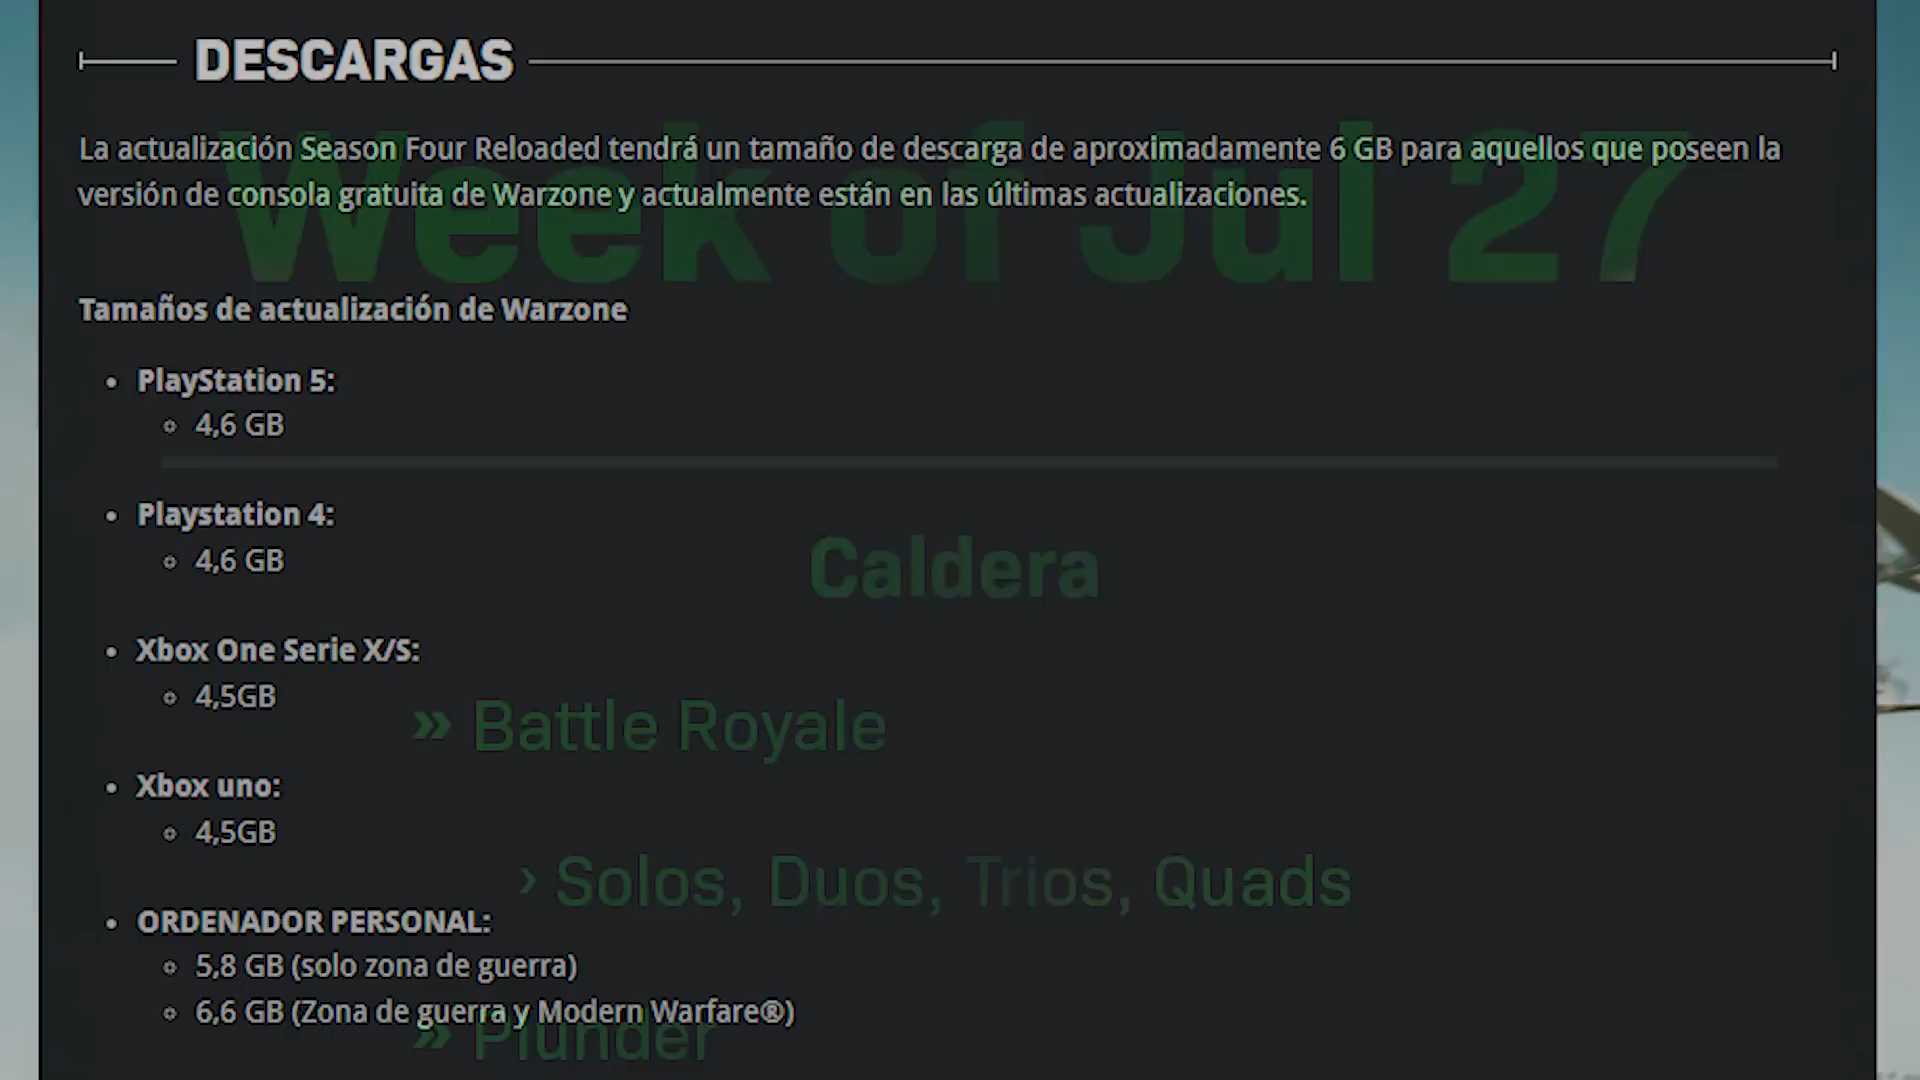 DESCARGAS
La actualización Season Four Reloaded tendrá un tamaño de descarga de aproximadamente 6 GB para aquellos que poseen la
versión de consola gratuita de Warzone y actualmente están en las últimas actualizaciones.
Week of Jul 27
Tamaños de actualización de Warzone
• PlayStation 5:
◦ 4,6 GB
• Playstation 4:
◦ 4,6 GB
Caldera
• Xbox One Serie X/S:
◦ 4,5GB
» Battle Royale
• Xbox uno:
◦ 4,5GB
› Solos, Duos, Trios, Quads
• ORDENADOR PERSONAL:
◦ 5,8 GB (solo zona de guerra)
◦ 6,6 GB (Zona de guerra y Modern Warfare®)
» Plunder